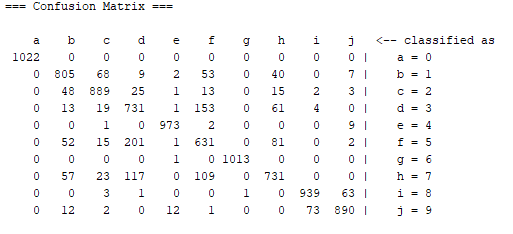 === Confusion Matrix ===
a b c d e f g h i j <-- classified as
1022 0 0 0 0 0 0 0 0 0 | a = 0
0 805 68 9 2 53 0 40 0 7 | b = 1
0 48 889 25 1 13 0 15 2 3 | c = 2
0 13 19 731 1 153 0 61 4 0 | d = 3
0 0 1 0 973 2 0 0 0 9 | e = 4
0 52 15 201 1 631 0 81 0 2 | f = 5
0 0 0 0 1 0 1013 0 0 0 | g = 6
0 57 23 117 0 109 0 731 0 0 | h = 7
0 0 3 1 0 0 1 0 939 63 | i = 8
0 12 2 0 12 1 0 0 73 890 | j = 9